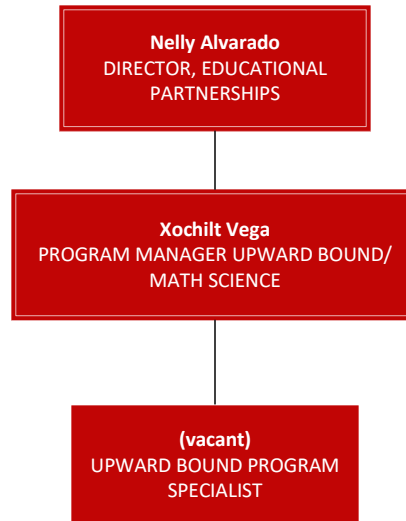 Nelly Alvarado
DIRECTOR, EDUCATIONAL
PARTNERSHIPS
Xochilt Vega
PROGRAM MANAGER UPWARD BOUND/
MATH SCIENCE
(vacant)
UPWARD BOUND PROGRAM
SPECIALIST